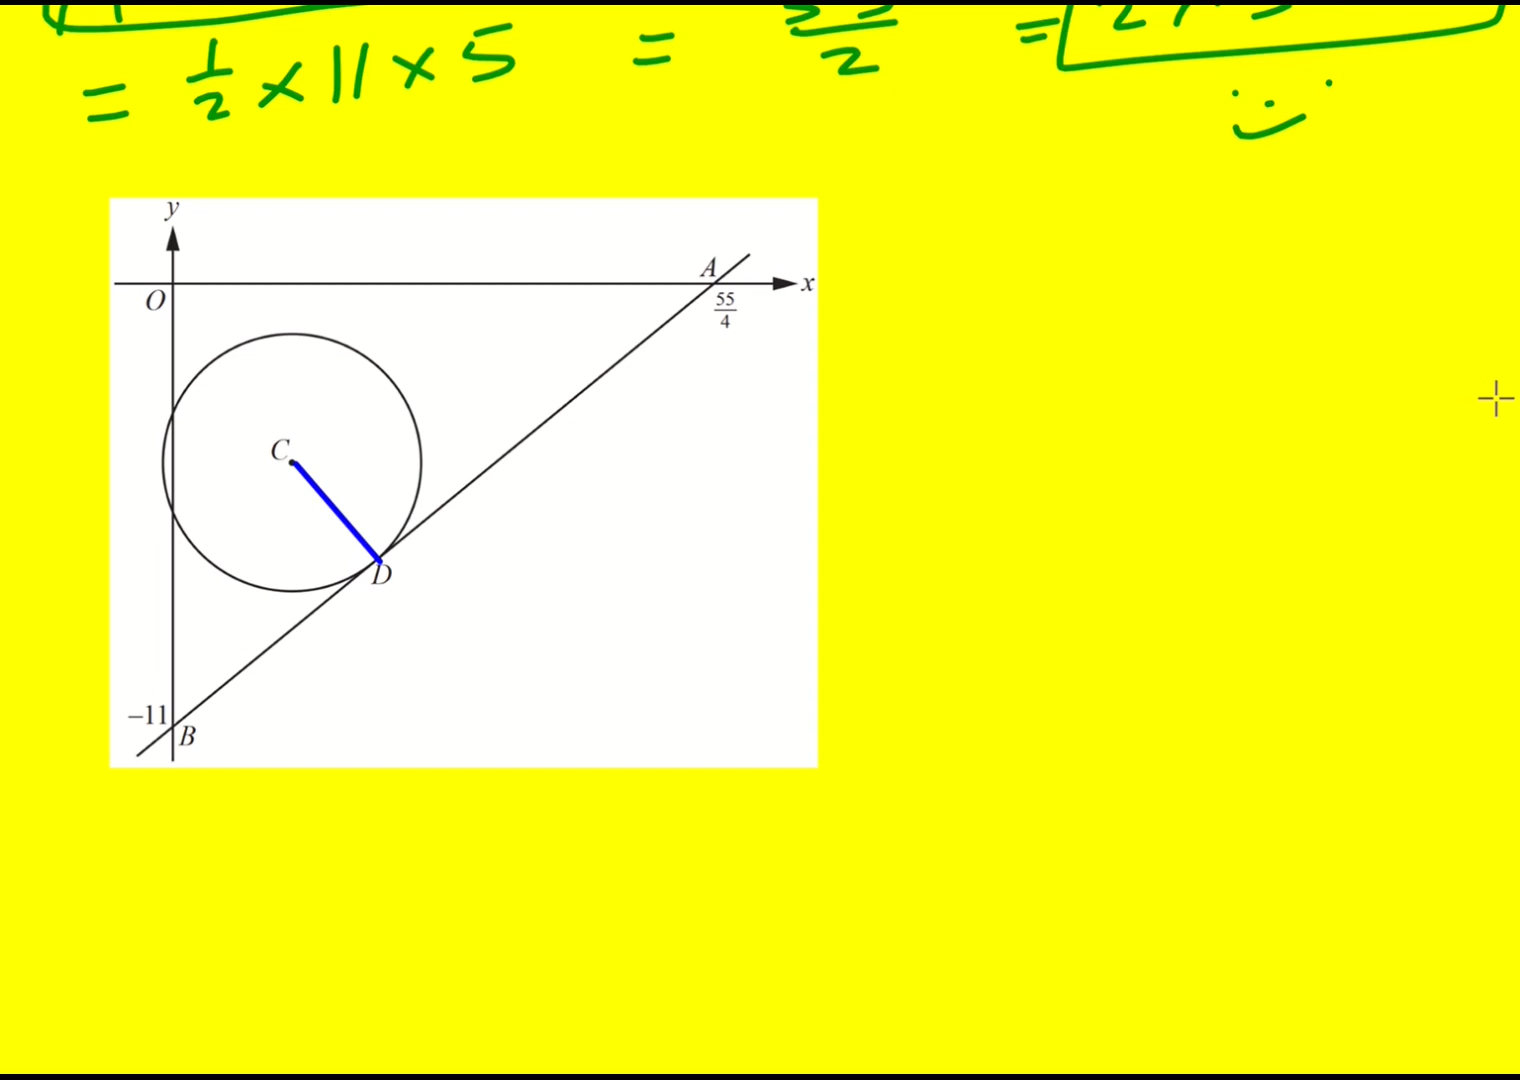 = 1/2 × 11 × 5 = 55/2 =
y
A
x
O
55/4
C
D
-11
B